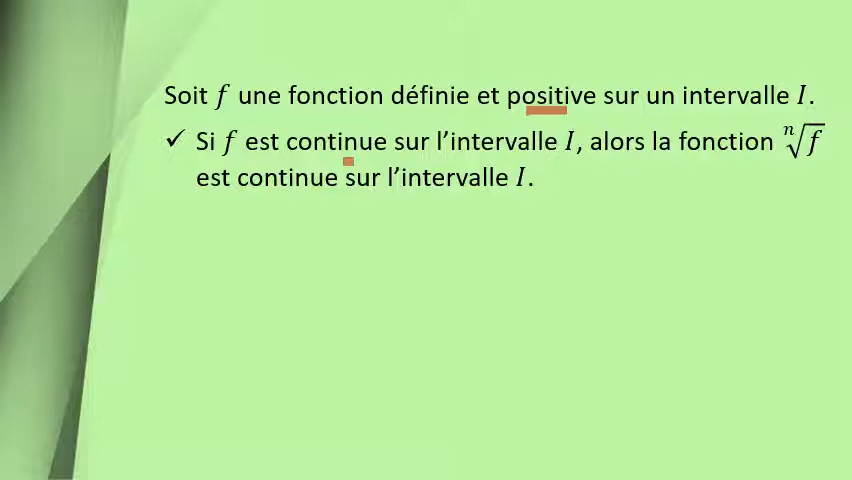 Soit 𝑓 une fonction définie et positive sur un intervalle 𝐼.
✓ Si 𝑓 est continue sur l’intervalle 𝐼, alors la fonction ⁿ√𝑓
est continue sur l’intervalle 𝐼.